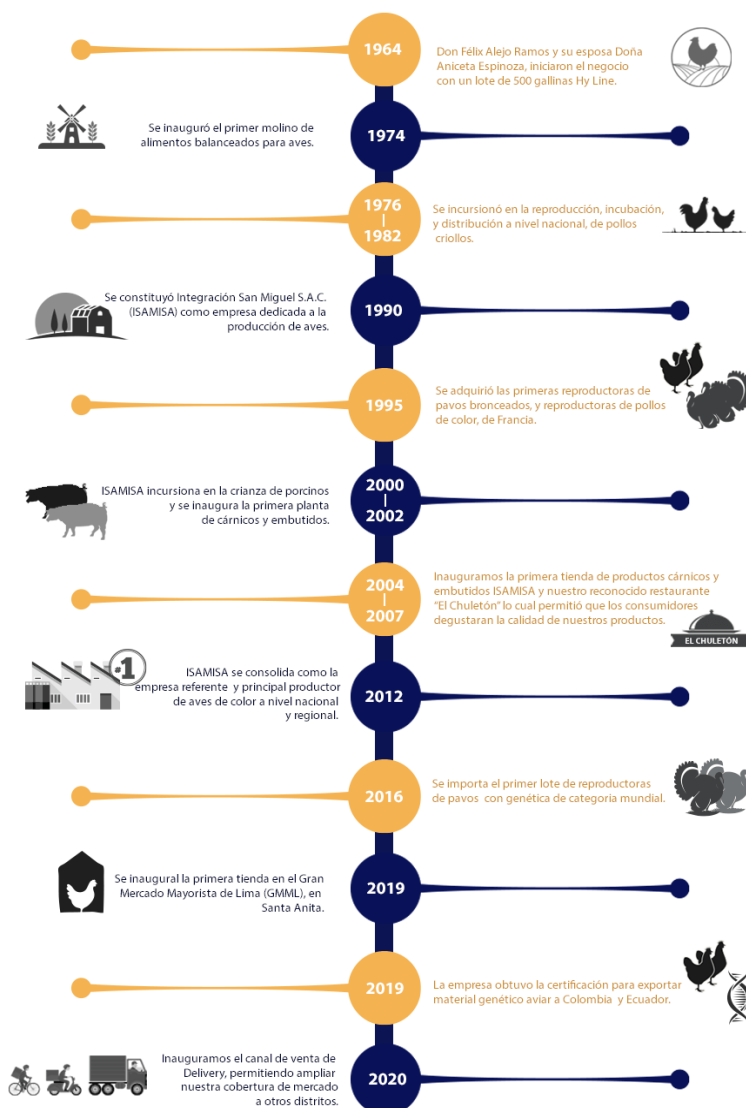 1964
Don Félix Alejo Ramos y su esposa Doña
Aniceta Espinoza, iniciaron el negocio
con un lote de 500 gallinas Hy Line.
Se inauguró el primer molino de
alimentos balanceados para aves.
1974
1976
1982
Se incursionó en la reproducción, incubación,
y distribución a nivel nacional, de pollos
criollos.
Se constituyó Integración San Miguel S.A.C.
(ISAMISA) como empresa dedicada a la
producción de aves.
1990
1995
Se adquirió las primeras reproductoras de
pavos bronceados, y reproductoras de pollos
de color, de Francia.
ISAMISA incursiona en la crianza de porcinos
y se inaugura la primera planta
de cárnicos y embutidos.
2000
2002
2004
2007
Inauguramos la primera tienda de productos cárnicos y
embutidos ISAMISA y nuestro reconocido restaurante
"El Chuletón" lo cual permitió que los consumidores
degustaran la calidad de nuestros productos.
EL CHULETÓN
#1
ISAMISA se consolida como la
empresa referente y principal productor
de aves de color a nivel nacional
y regional.
2012
2016
Se importa el primer lote de reproductoras
de pavos con genética de categoria mundial.
Se inaugural la primera tienda en el Gran
Mercado Mayorista de Lima (GMML), en
Santa Anita.
2019
2019
La empresa obtuvo la certificación para exportar
material genético aviar a Colombia y Ecuador.
Inauguramos el canal de venta de
Delivery, permitiendo ampliar
nuestra cobertura de mercado
a otros distritos.
2020